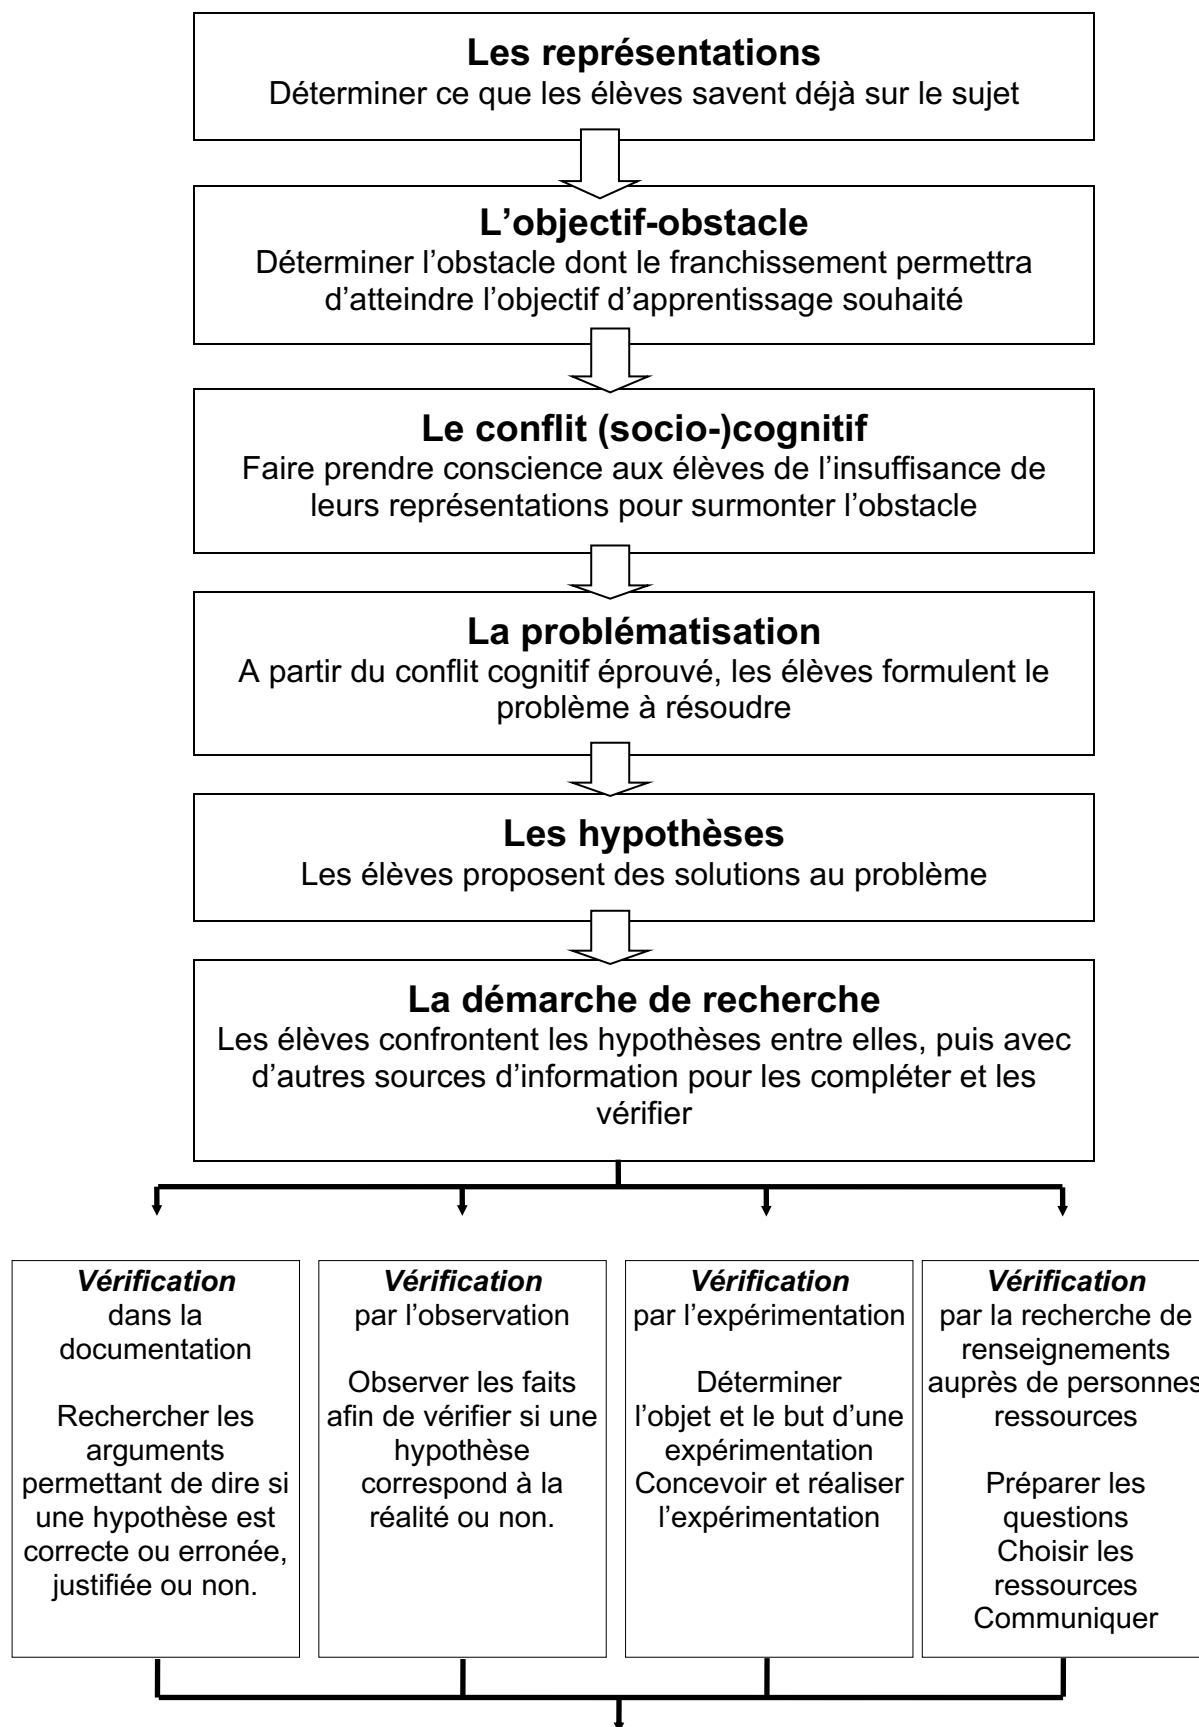 Les représentations
Déterminer ce que les élèves savent déjà sur le sujet
L’objectif-obstacle
Déterminer l’obstacle dont le franchissement permettra
d’atteindre l’objectif d’apprentissage souhaité
Le conflit (socio-)cognitif
Faire prendre conscience aux élèves de l’insuffisance de
leurs représentations pour surmonter l’obstacle
La problématisation
A partir du conflit cognitif éprouvé, les élèves formulent le
problème à résoudre
Les hypothèses
Les élèves proposent des solutions au problème
La démarche de recherche
Les élèves confrontent les hypothèses entre elles, puis avec
d’autres sources d’information pour les compléter et les
vérifier
Vérification
dans la
documentation
Rechercher les
arguments
permettant de dire si
une hypothèse est
correcte ou erronée,
justifiée ou non.
Vérification
par l’observation
Observer les faits
afin de vérifier si une
hypothèse
correspond à la
réalité ou non.
Vérification
par l’expérimentation
Déterminer
l’objet et le but d’une
expérimentation
Concevoir et réaliser
l’expérimentation
Vérification
par la recherche de
renseignements
auprès de personnes
ressources
Préparer les
questions
Choisir les
ressources
Communiquer